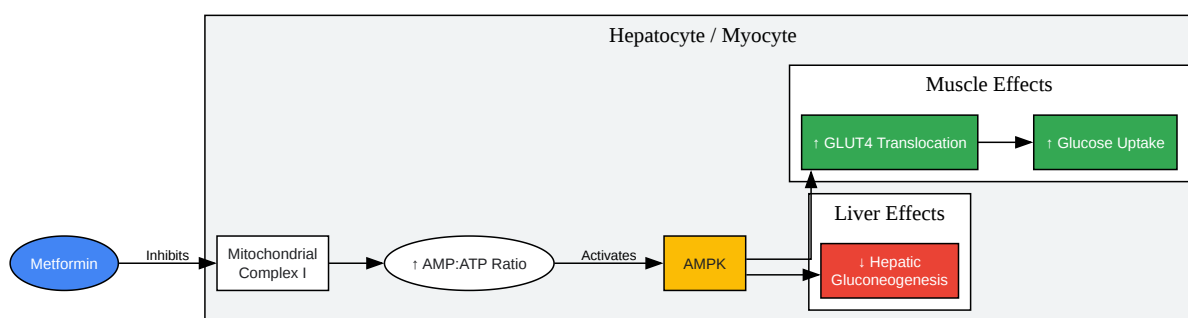 Hepatocyte / Myocyte
Muscle Effects
↑ GLUT4 Translocation
↑ Glucose Uptake
Liver Effects
Metformin
Inhibits
Mitochondrial
Complex I
↑ AMP:ATP Ratio
Activates
AMPK
↓ Hepatic
Gluconeogenesis